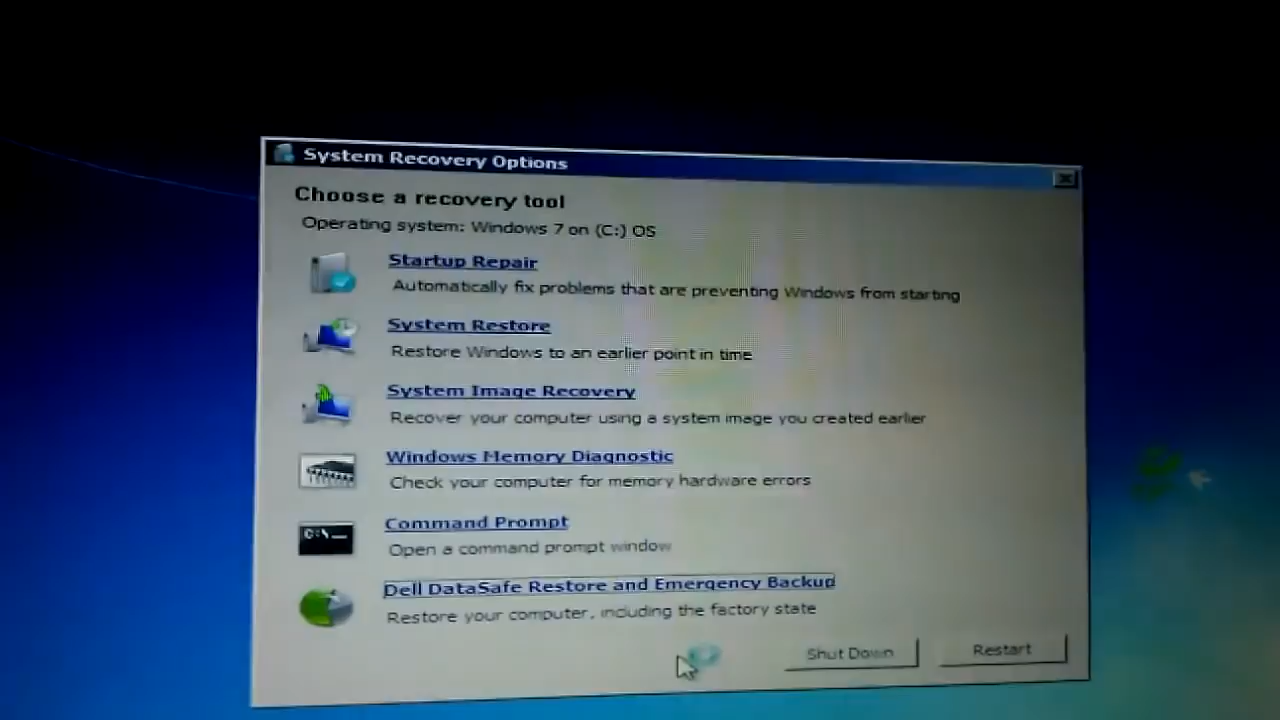 System Recovery Options
Choose a recovery tool
Operating system: Windows 7 on (C:) OS
Startup Repair
Automatically fix problems that are preventing Windows from starting
System Restore
Restore Windows to an earlier point in time
System Image Recovery
Recover your computer using a system image you created earlier
Windows Memory Diagnostic
Check your computer for memory hardware errors
C:\
Command Prompt
Open a command prompt window
Dell DataSafe Restore and Emergency Backup
Restore your computer, including the factory state
Shut Down
Restart